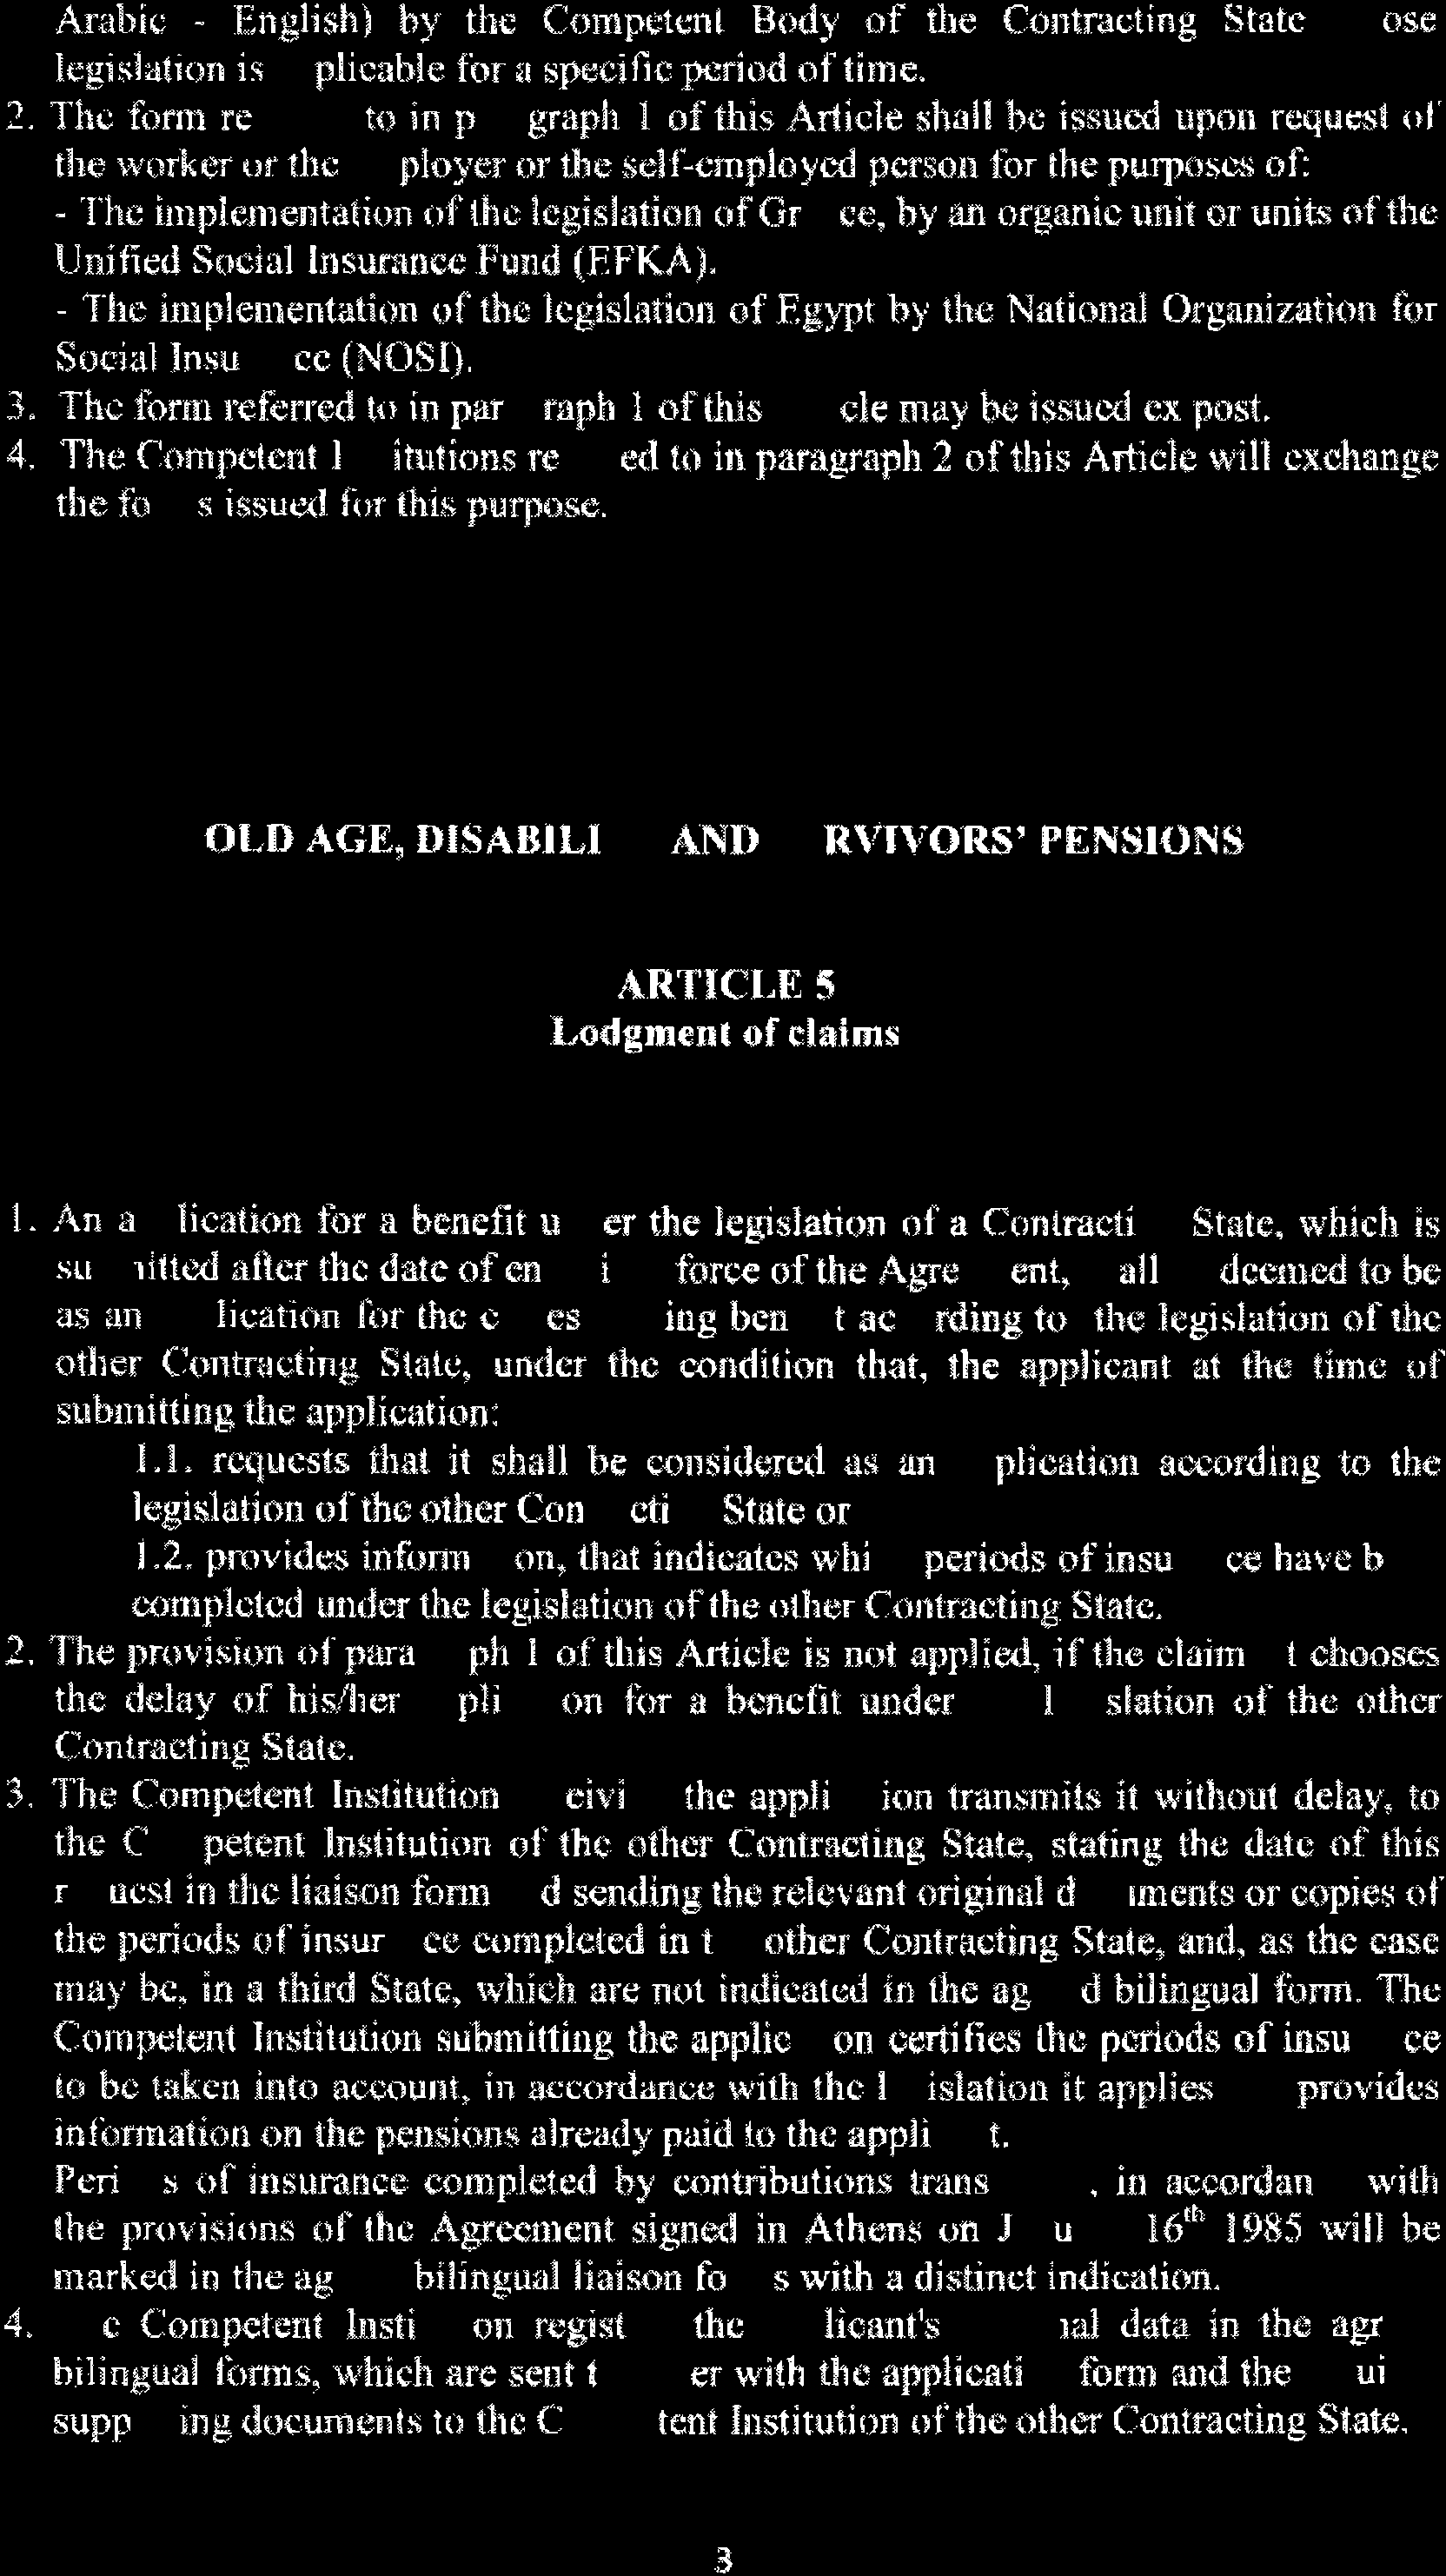 Arabic - English) by the Competent Body of the Contracting State ose
legislation is plicable for a specific period of time.
2. The form re to in p graph 1 of this Article shall be issued upon request of
the worker or the ployer or the self-employed person for the purposes of:
- The implementation of the legislation of Gr ce, by an organic unit or units of the
Unified Social Insurance Fund (EFKA).
- The implementation of the legislation of Egypt by the National Organization for
Social Insu ce (NOSI).
3. The form referred to in par raph 1 of this cle may be issued ex post.
4. The Competent I itutions re ed to in paragraph 2 of this Article will exchange
the fo s issued for this purpose.
OLD AGE, DISABILI AND RVIVORS' PENSIONS
ARTICLE 5
Lodgment of claims
1. An a lication for a benefit u er the legislation of a Contracti State, which is
su itted after the date of en i force of the Agre ent, all deemed to be
as an lication for the c es ing ben t ac rding to the legislation of the
other Contracting State, under the condition that, the applicant at the time of
submitting the application:
1.1. requests that it shall be considered as an plication according to the
legislation of the other Con cti State or
1.2. provides inform on, that indicates whi periods of insu ce have b
completed under the legislation of the other Contracting State.
2. The provision of para ph 1 of this Article is not applied, if the claim t chooses
the delay of his/her pli on for a benefit under l slation of the other
Contracting State.
3. The Competent Institution eivi the appli ion transmits it without delay, to
the C petent Institution of the other Contracting State, stating the date of this
r uest in the liaison form d sending the relevant original d uments or copies of
the periods of insur ce completed in t other Contracting State, and, as the case
may be, in a third State, which are not indicated in the ag d bilingual form. The
Competent Institution submitting the applic on certifies the periods of insu ce
to be taken into account, in accordance with the l islation it applies provides
information on the pensions already paid to the appli t.
Peri s of insurance completed by contributions trans , in accordan with
the provisions of the Agreement signed in Athens on J u 16th 1985 will be
marked in the ag bilingual liaison fo s with a distinct indication.
4. e Competent Insti on regist the licant's nal data in the agr
bilingual forms, which are sent t er with the applicati form and the ui
supp ing documents to the C tent Institution of the other Contracting State.
3